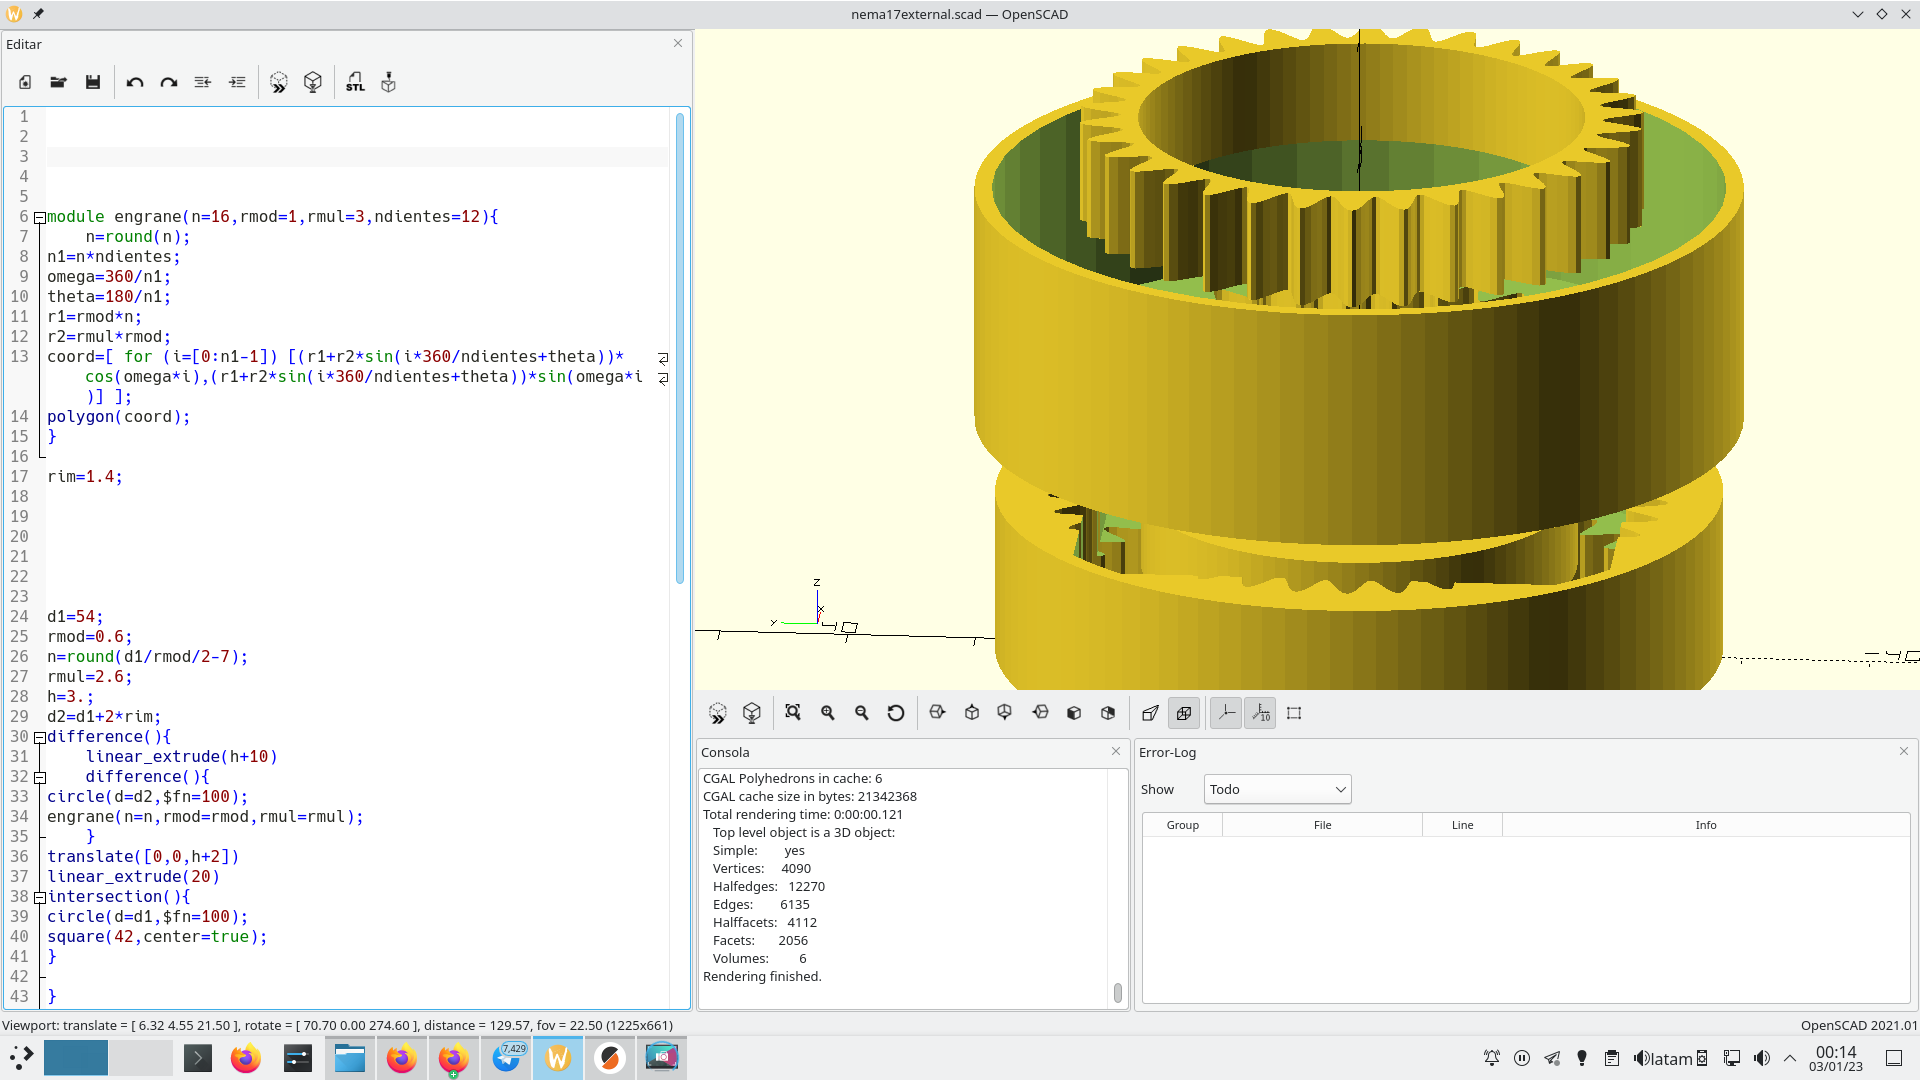 nema17external.scad — OpenSCAD
Editar
STL
1
2
3
4
5
6 module engrane(n=16,rmod=1,rmul=3,ndientes=12){
7 n=round(n);
8 n1=n*ndientes;
9 omega=360/n1;
10 theta=180/n1;
11 r1=rmod*n;
12 r2=rmul*rmod;
13 coord=[ for (i=[0:n1-1]) [(r1+r2*sin(i*360/ndientes+theta))*
cos(omega*i),(r1+r2*sin(i*360/ndientes+theta))*sin(omega*i
)] ];
14 polygon(coord);
15 }
16
17 rim=1.4;
18
19
20
21
22
23
24 d1=54;
25 rmod=0.6;
26 n=round(d1/rmod/2-7);
27 rmul=2.6;
28 h=3.;
29 d2=d1+2*rim;
30 difference(){
31 linear_extrude(h+10)
32 difference(){
33 circle(d=d2,$fn=100);
34 engrane(n=n,rmod=rmod,rmul=rmul);
35 }
36 translate([0,0,h+2])
37 linear_extrude(20)
38 intersection(){
39 circle(d=d1,$fn=100);
40 square(42,center=true);
41 }
42
43 }
z
x
y
10
Consola
CGAL Polyhedrons in cache: 6
CGAL cache size in bytes: 21342368
Total rendering time: 0:00:00.121
Top level object is a 3D object:
Simple: yes
Vertices: 4090
Halfedges: 12270
Edges: 6135
Halffacets: 4112
Facets: 2056
Volumes: 6
Rendering finished.
Error-Log
Show Todo
Group File Line Info
Viewport: translate = [ 6.32 4.55 21.50 ], rotate = [ 70.70 0.00 274.60 ], distance = 129.57, fov = 22.50 (1225x661)
OpenSCAD 2021.01
7,429
latam
00:14
03/01/23